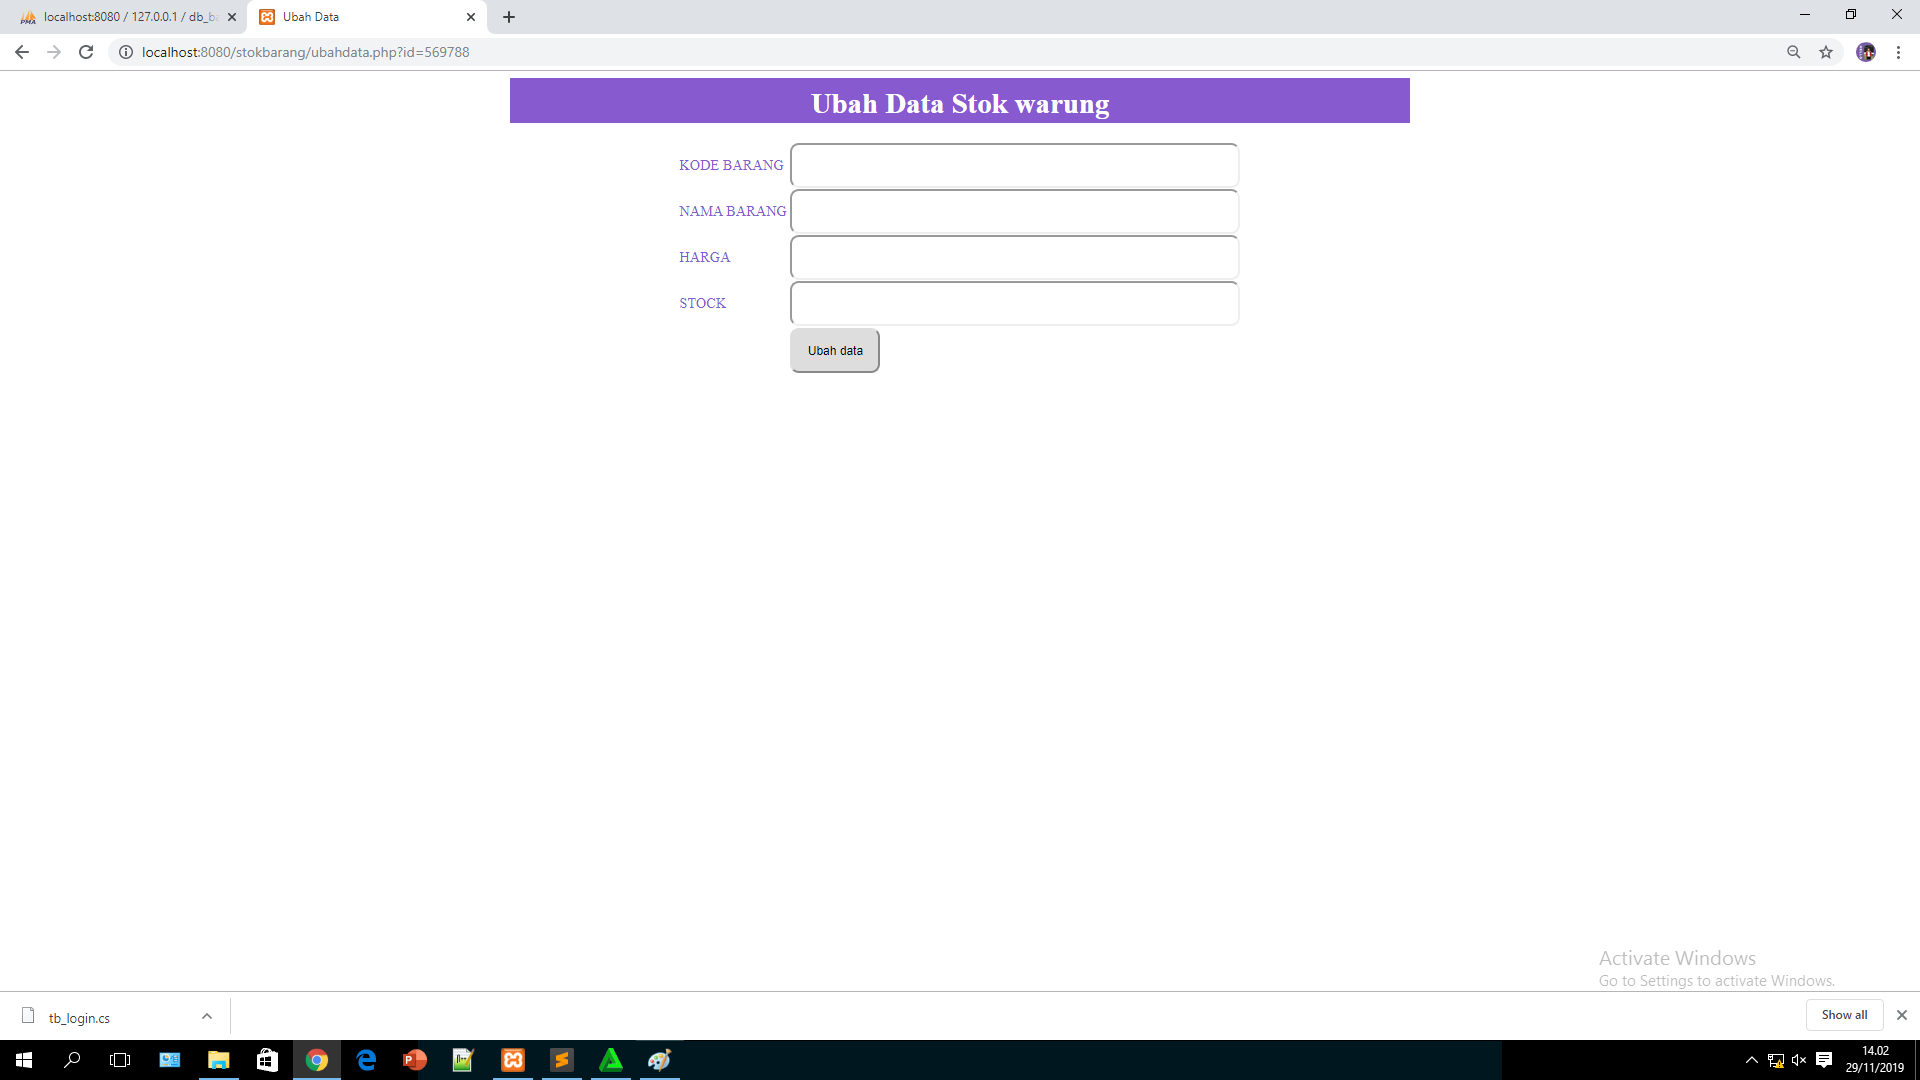 localhost:8080 / 127.0.0.1 / db_ba
Ubah Data
localhost:8080/stokbarang/ubahdata.php?id=569788
Ubah Data Stok warung
KODE BARANG
NAMA BARANG
HARGA
STOCK
Ubah data
Activate Windows
Go to Settings to activate Windows.
tb_login.cs
Show all
14.02
29/11/2019